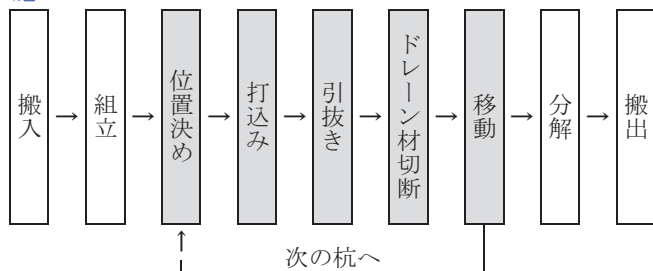 搬入
組立
位置決め
打込み
引抜き
ドレーン材切断
移動
分解
搬出
次の杭へ